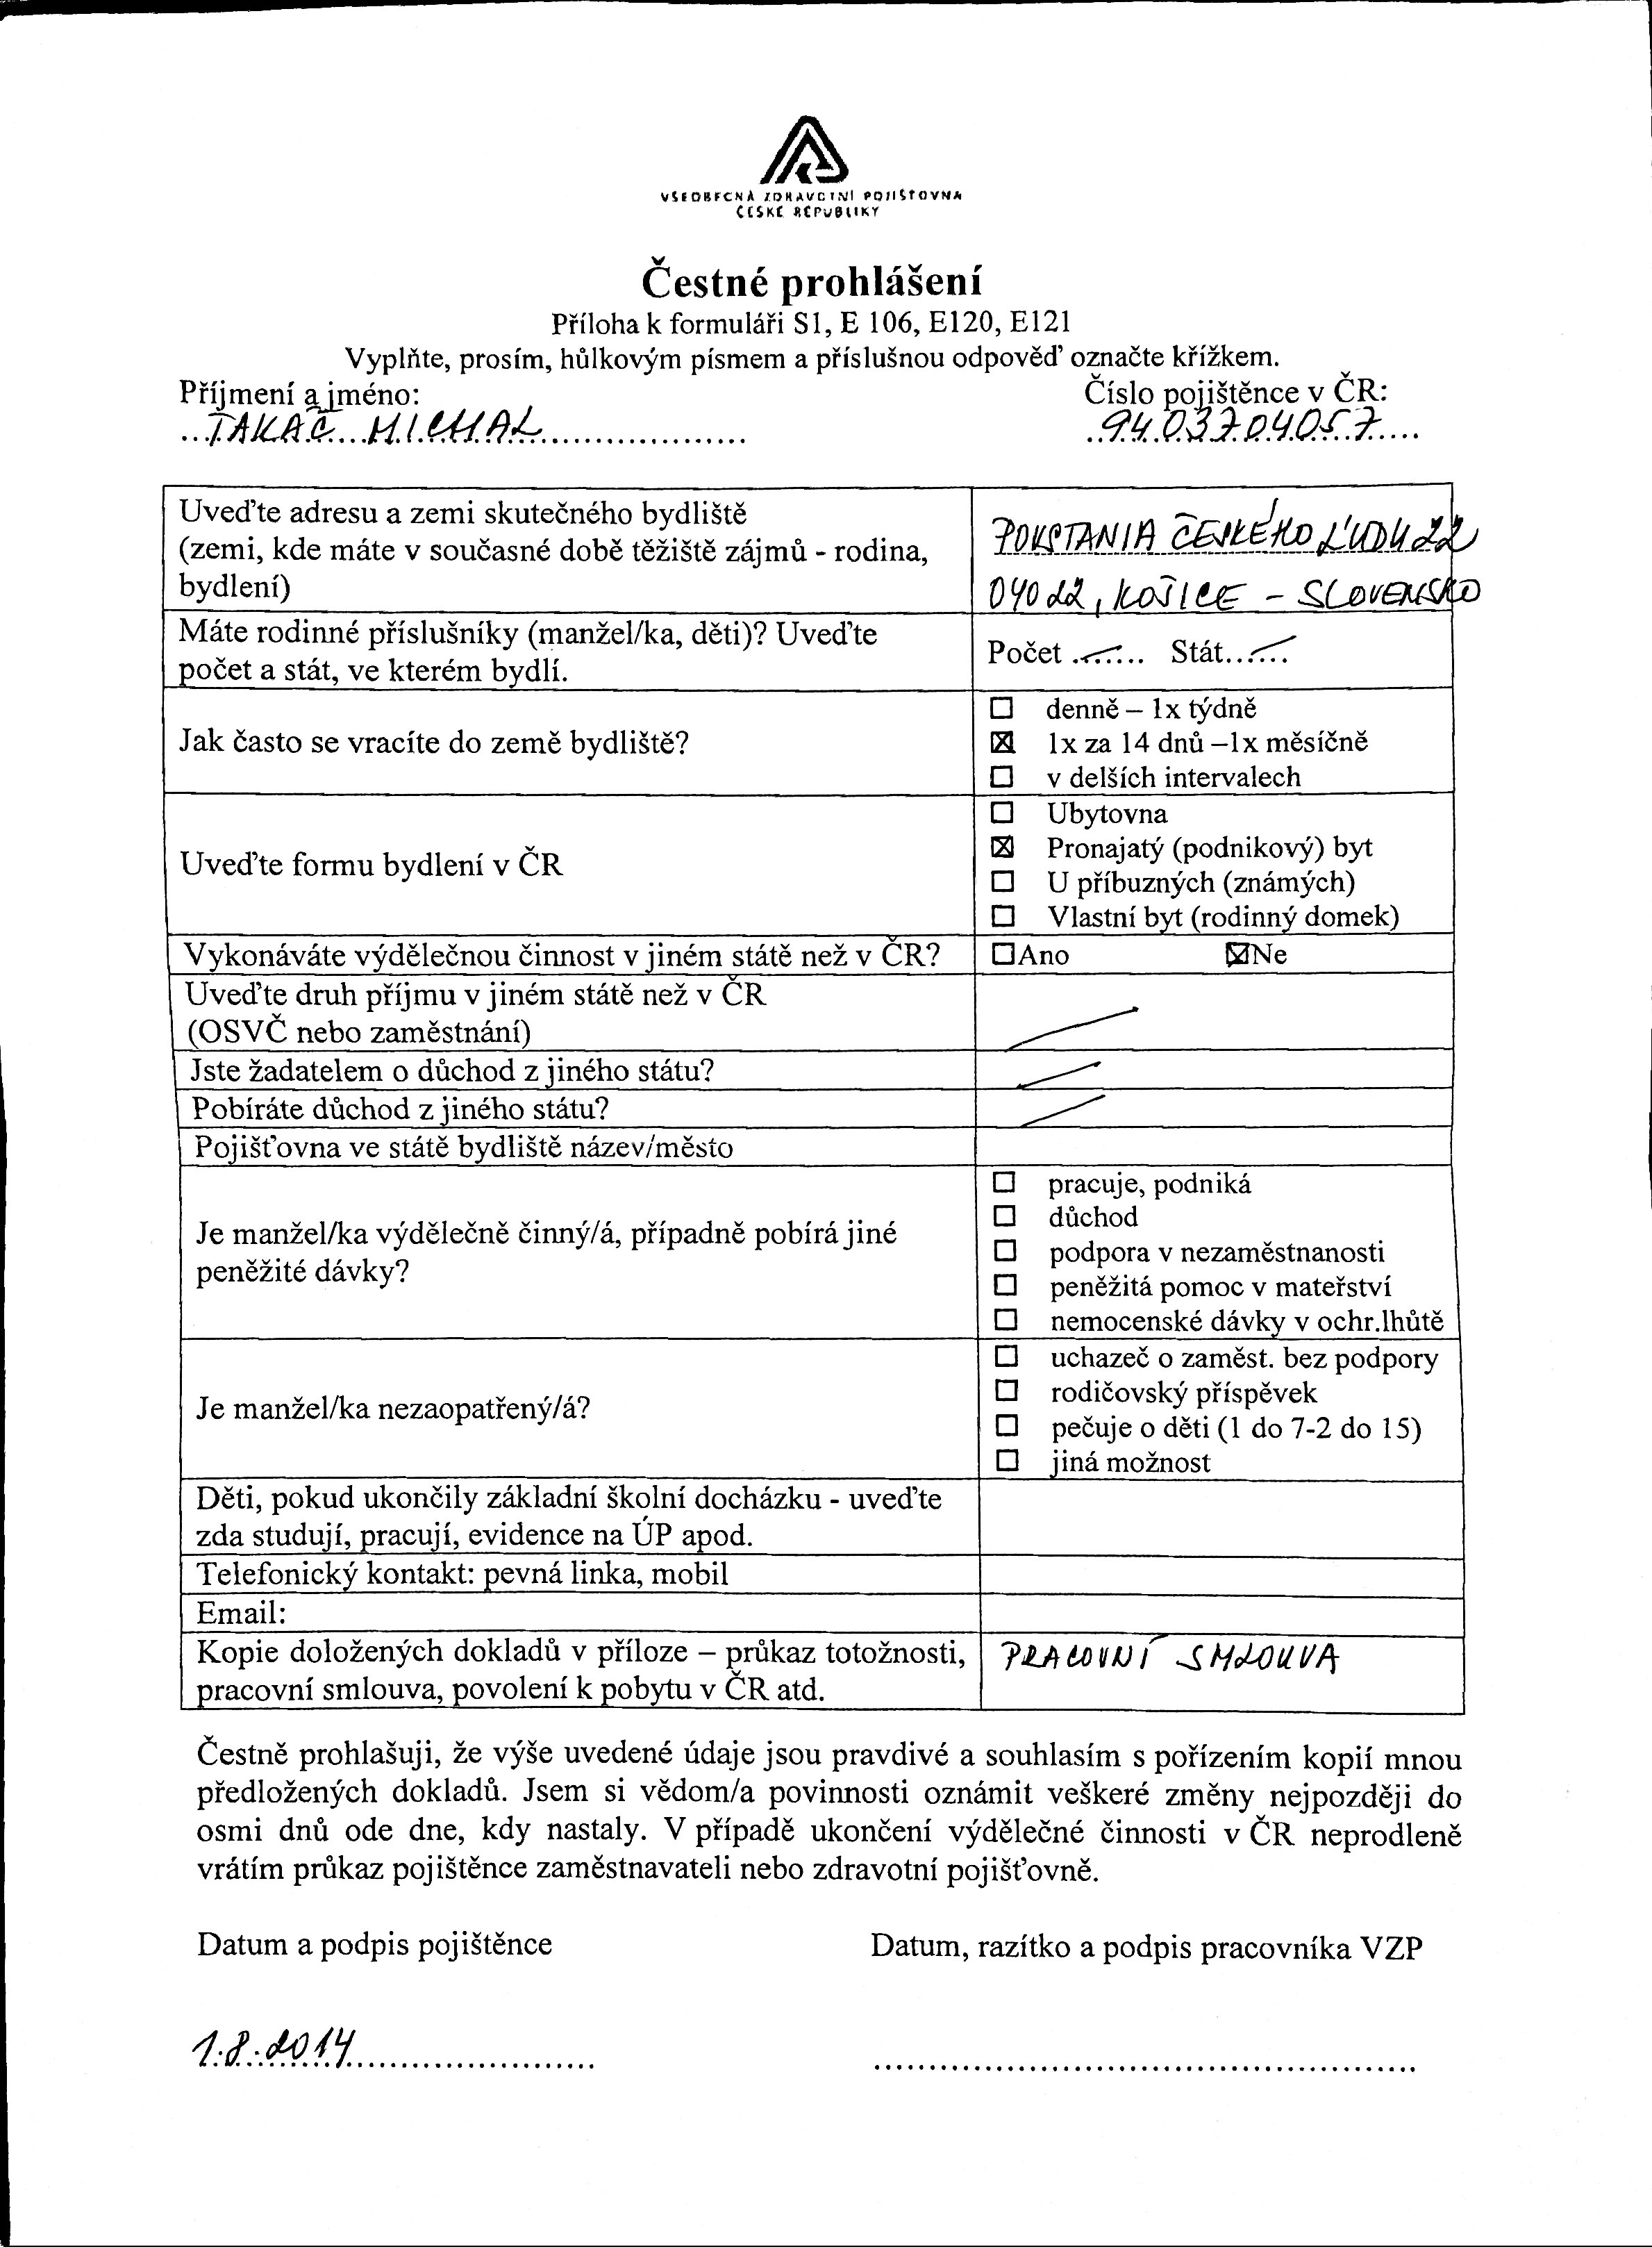 VŠEOBECNÁ ZDRAVOTNÍ POJIŠŤOVNA
ČESKÉ REPUBLIKY
Čestné prohlášení
Příloha k formuláři S1, E 106, E120, E121
Vyplňte, prosím, hůlkovým písmem a příslušnou odpověď označte křížkem.
Příjmení a jméno: Číslo pojištěnce v ČR:
TAKAČ MICHAL 9403704057
Uveďte adresu a zemi skutečného bydliště
(zemi, kde máte v současné době těžiště zájmů - rodina,
bydlení)
POVSTANIA ČESKÉHO ĽUDU 22
04022, KOŠICE - SLOVENSKO
Máte rodinné příslušníky (manžel/ka, děti)? Uveďte
počet a stát, ve kterém bydlí.
Počet ........ Stát.......
Jak často se vracíte do země bydliště?
☐ denně – 1x týdně
☒ 1x za 14 dnů –1x měsíčně
☐ v delších intervalech
Uveďte formu bydlení v ČR
☐ Ubytovna
☒ Pronajatý (podnikový) byt
☐ U příbuzných (známých)
☐ Vlastní byt (rodinný domek)
Vykonáváte výdělečnou činnost v jiném státě než v ČR? ☐Ano ☒Ne
Uveďte druh příjmu v jiném státě než v ČR
(OSVČ nebo zaměstnání)
Jste žadatelem o důchod z jiného státu?
Pobíráte důchod z jiného státu?
Pojišťovna ve státě bydliště název/město
Je manžel/ka výdělečně činný/á, případně pobírá jiné
peněžité dávky?
☐ pracuje, podniká
☐ důchod
☐ podpora v nezaměstnanosti
☐ peněžitá pomoc v mateřství
☐ nemocenské dávky v ochr.lhůtě
Je manžel/ka nezaopatřený/á?
☐ uchazeč o zaměst. bez podpory
☐ rodičovský příspěvek
☐ pečuje o děti (1 do 7-2 do 15)
☐ jiná možnost
Děti, pokud ukončily základní školní docházku - uveďte
zda studují, pracují, evidence na ÚP apod.
Telefonický kontakt: pevná linka, mobil
Email:
Kopie doložených dokladů v příloze – průkaz totožnosti,
pracovní smlouva, povolení k pobytu v ČR atd.
PRACOVNÍ SMLOUVA
Čestně prohlašuji, že výše uvedené údaje jsou pravdivé a souhlasím s pořízením kopií mnou
předložených dokladů. Jsem si vědom/a povinnosti oznámit veškeré změny nejpozději do
osmi dnů ode dne, kdy nastaly. V případě ukončení výdělečné činnosti v ČR neprodleně
vrátím průkaz pojištěnce zaměstnavateli nebo zdravotní pojišťovně.
Datum a podpis pojištěnce Datum, razítko a podpis pracovníka VZP
1.8.2014